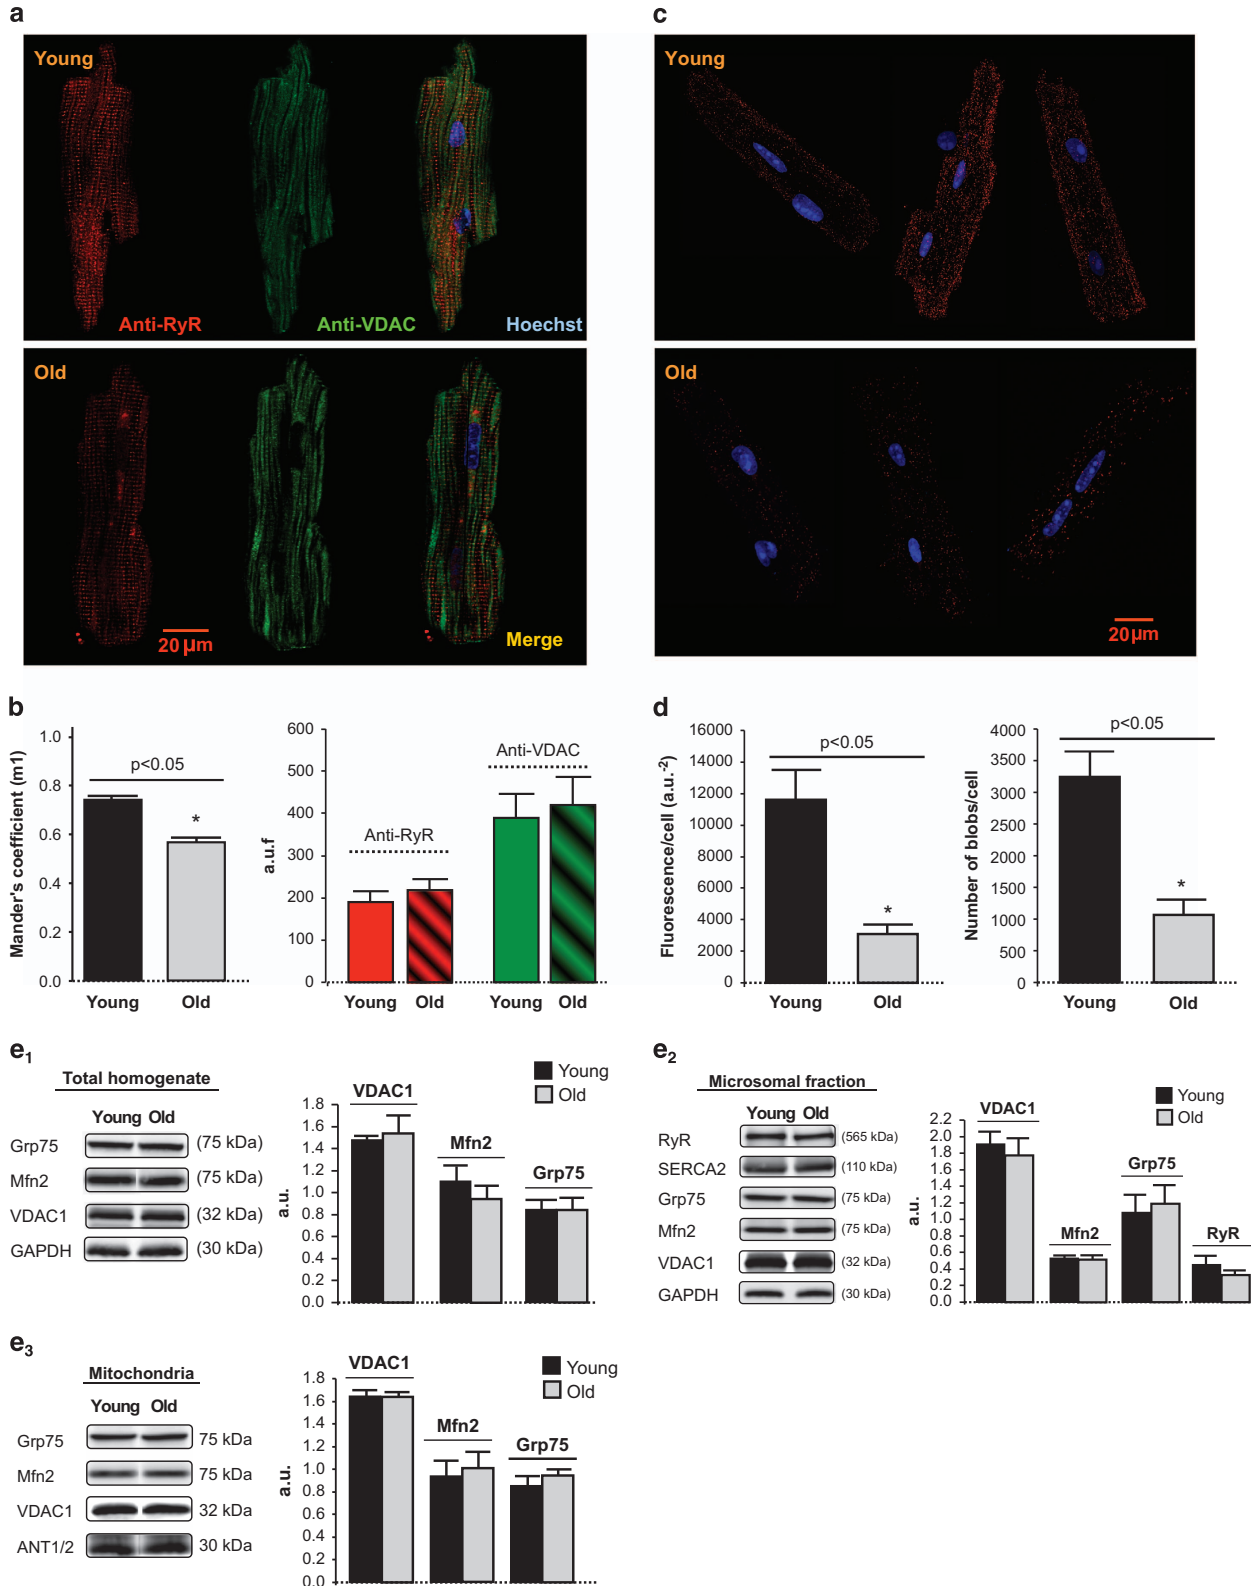 a
Young
Anti-RyR
Anti-VDAC
Hoechst
Old
20 µm
Merge
c
Young
Old
20 µm
b
Mander's coefficient (m1)
1.0
0.8
0.6
0.4
0.2
0.0
p<0.05
*
Young Old
a.u.f
600
500
400
300
200
100
0
Anti-RyR
Anti-VDAC
Young Old Young Old
d
Fluorescence/cell (a.u.-2)
16000
14000
12000
10000
8000
6000
4000
2000
0
p<0.05
*
Young Old
Number of blobs/cell
4000
3500
3000
2500
2000
1500
1000
500
0
p<0.05
*
Young Old
e1
Total homogenate
Young Old
Grp75 (75 kDa)
Mfn2 (75 kDa)
VDAC1 (32 kDa)
GAPDH (30 kDa)
a.u.
1.8
1.6
1.4
1.2
1.0
0.8
0.6
0.4
0.2
0.0
VDAC1
Mfn2
Grp75
Young
Old
e2
Microsomal fraction
Young Old
RyR (565 kDa)
SERCA2 (110 kDa)
Grp75 (75 kDa)
Mfn2 (75 kDa)
VDAC1 (32 kDa)
GAPDH (30 kDa)
a.u.
2.2
2.0
1.8
1.6
1.4
1.2
1.0
0.8
0.6
0.4
0.2
0.0
VDAC1
Mfn2
Grp75
RyR
Young
Old
e3
Mitochondria
Young Old
Grp75 75 kDa
Mfn2 75 kDa
VDAC1 32 kDa
ANT1/2 30 kDa
a.u.
1.8
1.6
1.4
1.2
1.0
0.8
0.6
0.4
0.2
0.0
VDAC1
Mfn2
Grp75
Young
Old